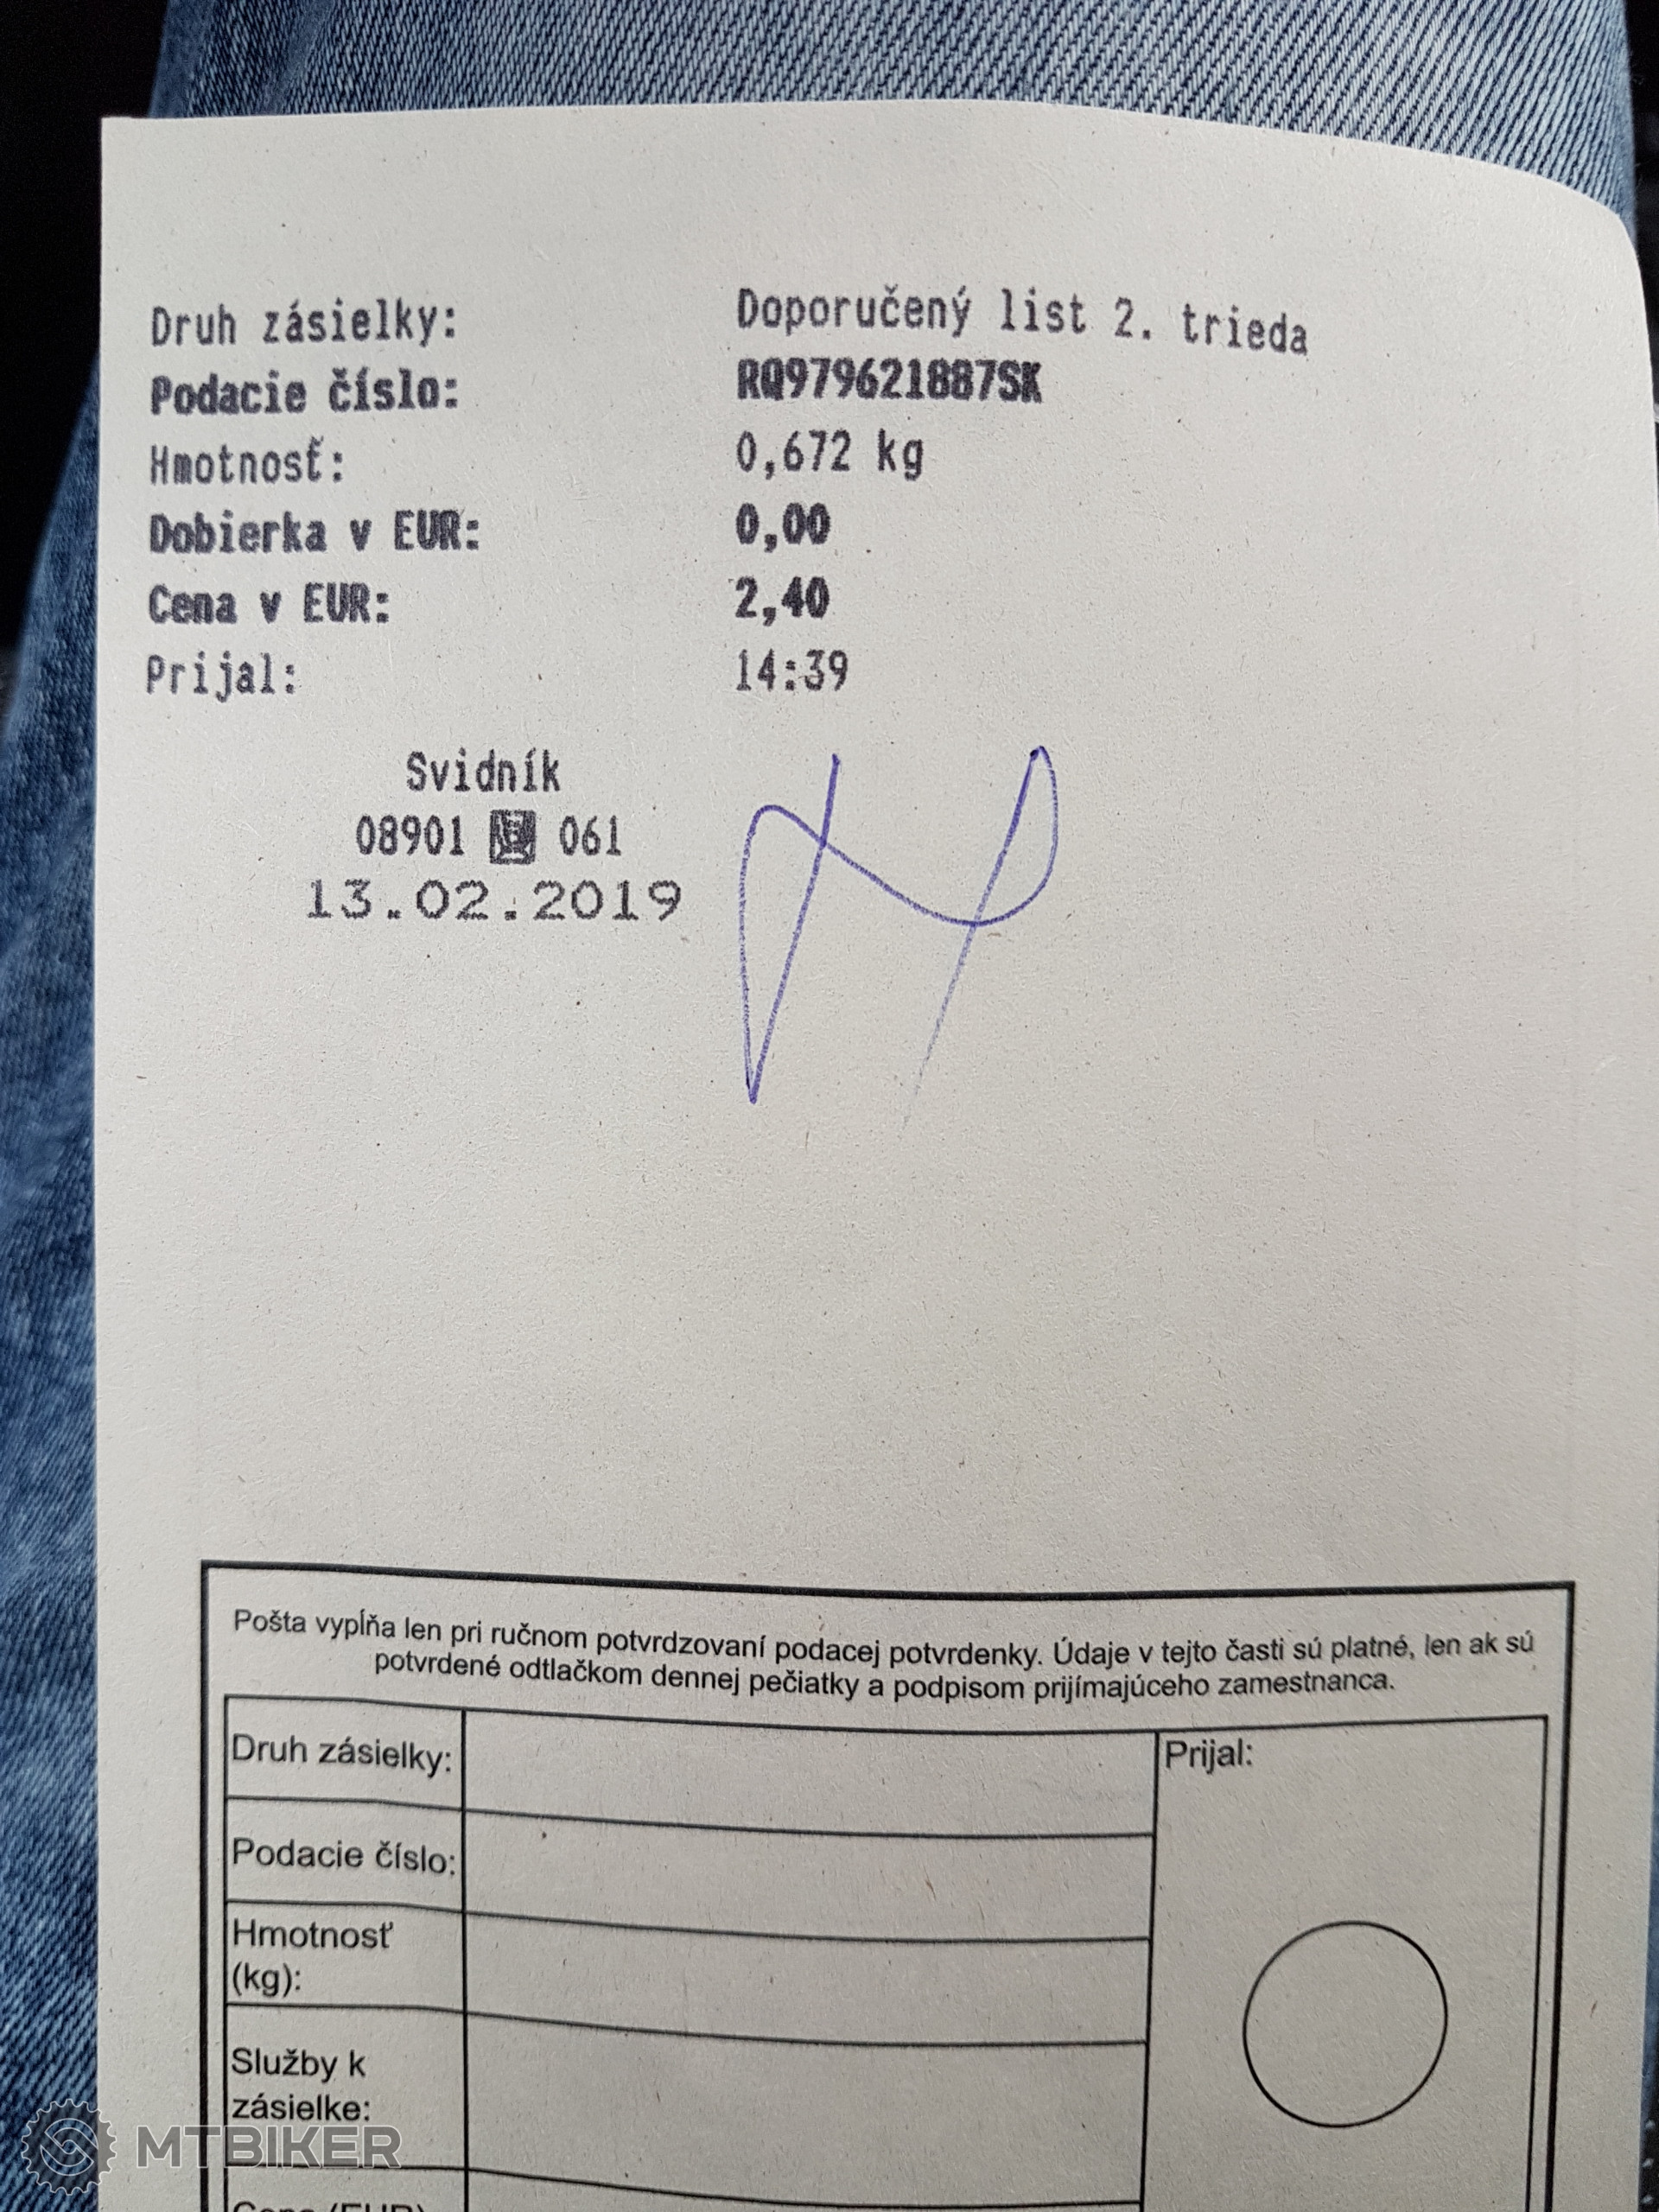 Druh zásielky: Doporučený list 2. trieda
Podacie číslo: RQ979621887SK
Hmotnosť: 0,672 kg
Dobierka v EUR: 0,00
Cena v EUR: 2,40
Prijal: 14:39
Svidník
08901 061
13.02.2019
Pošta vypĺňa len pri ručnom potvrdzovaní podacej potvrdenky. Údaje v tejto časti sú platné, len ak sú
potvrdené odtlačkom dennej pečiatky a podpisom prijímajúceho zamestnanca.
Druh zásielky:
Prijal:
Podacie číslo:
Hmotnosť
(kg):
Služby k
zásielke:
MTBIKER
Cena (EUR)